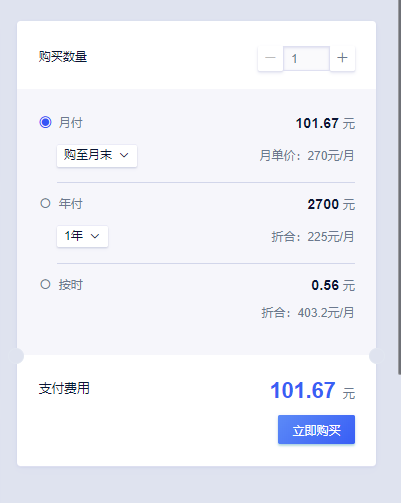 购买数量 1
月付 101.67 元
购至月末 月单价：270元/月
年付 2700 元
1年 折合：225元/月
按时 0.56 元
折合：403.2元/月
支付费用 101.67 元
立即购买